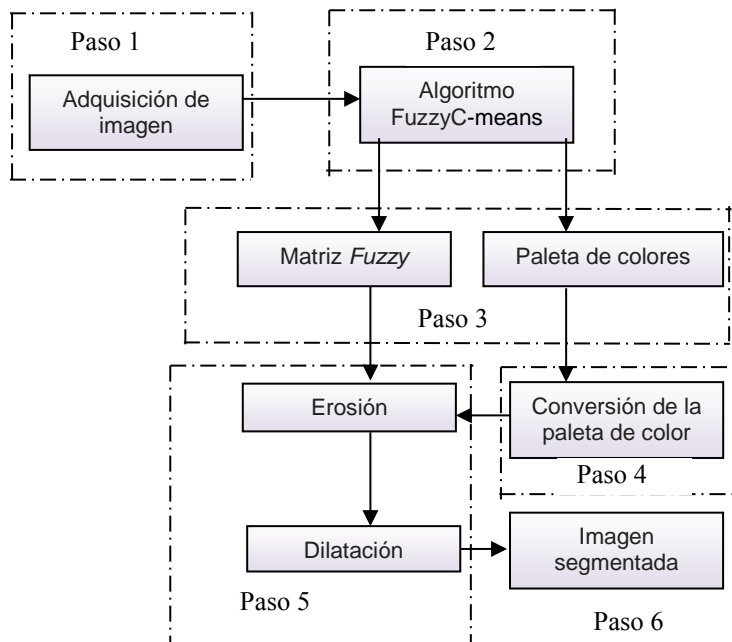 Paso 1
Adquisición de
imagen
Paso 2
Algoritmo
FuzzyC-means
Matriz Fuzzy
Paleta de colores
Paso 3
Erosión
Conversión de la
paleta de color
Paso 4
Dilatación
Imagen
segmentada
Paso 5
Paso 6